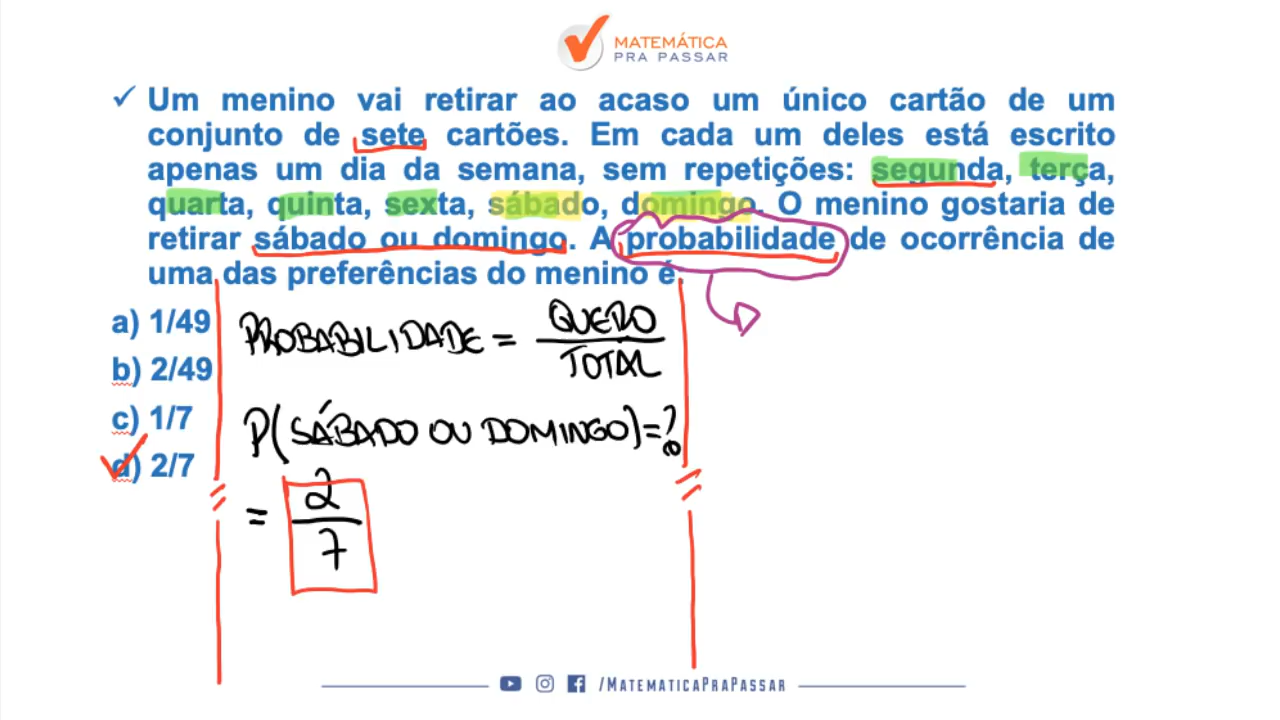 MATEMÁTICA
PRA PASSAR
✓ Um menino vai retirar ao acaso um único cartão de um
conjunto de sete cartões. Em cada um deles está escrito
apenas um dia da semana, sem repetições: segunda, terça,
quarta, quinta, sexta, sábado, domingo. O menino gostaria de
retirar sábado ou domingo. A probabilidade de ocorrência de
uma das preferências do menino é
a) 1/49
b) 2/49
c) 1/7
d) 2/7
PROBABILIDADE = QUERO
TOTAL
P(SÁBADO OU DOMINGO)=?
= 2
7
/MATEMATICAPRAPASSAR